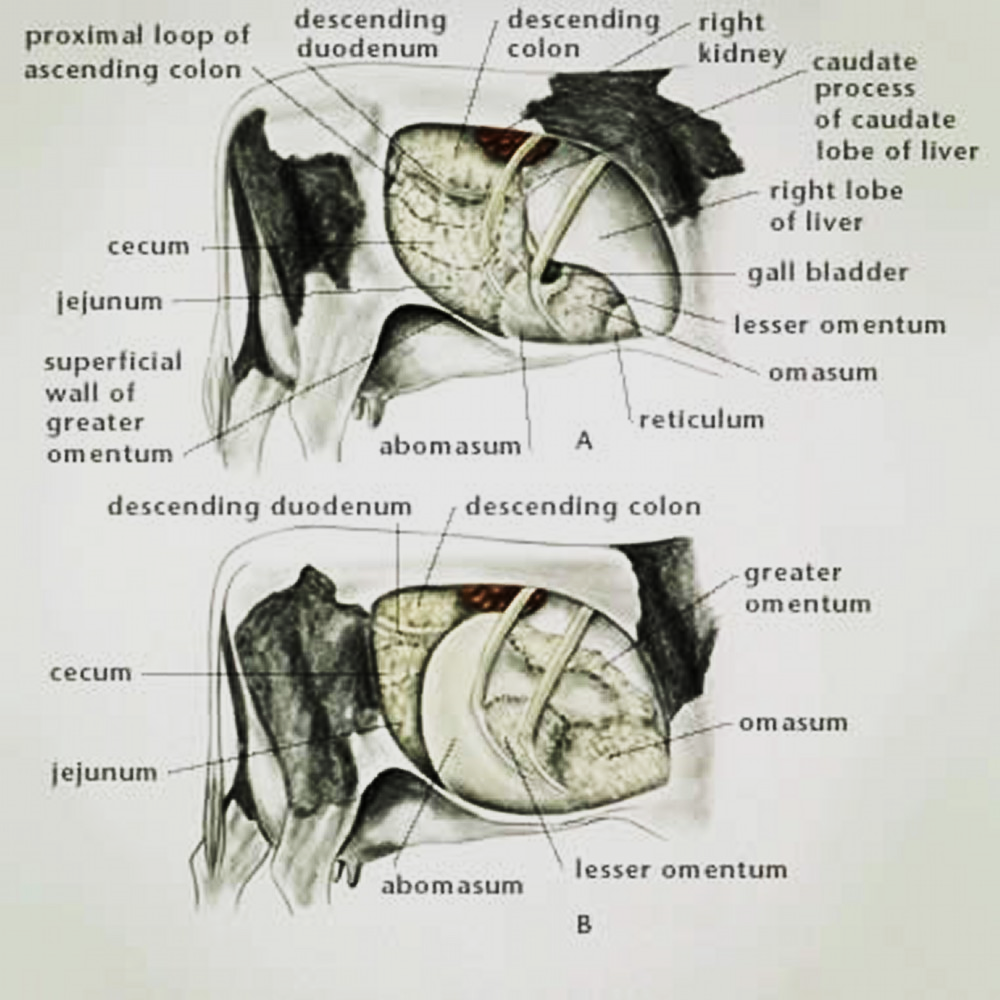 proximal loop of
ascending colon
descending
duodenum
descending
colon
right
kidney
caudate
process
of caudate
lobe of liver
right lobe
of liver
gall bladder
lesser omentum
omasum
reticulum
cecum
jejunum
superficial
wall of
greater
omentum
abomasum
A
descending duodenum
descending colon
greater
omentum
cecum
omasum
jejunum
abomasum
lesser omentum
B